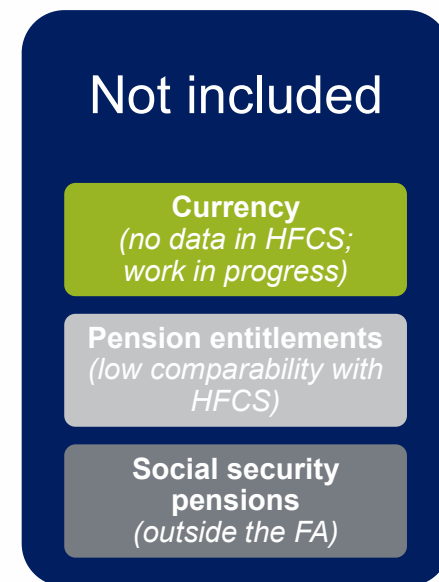 Not included
Currency
(no data in HFCS;
work in progress)
Pension entitlements
(low comparability with
HFCS)
Social security
pensions
(outside the FA)